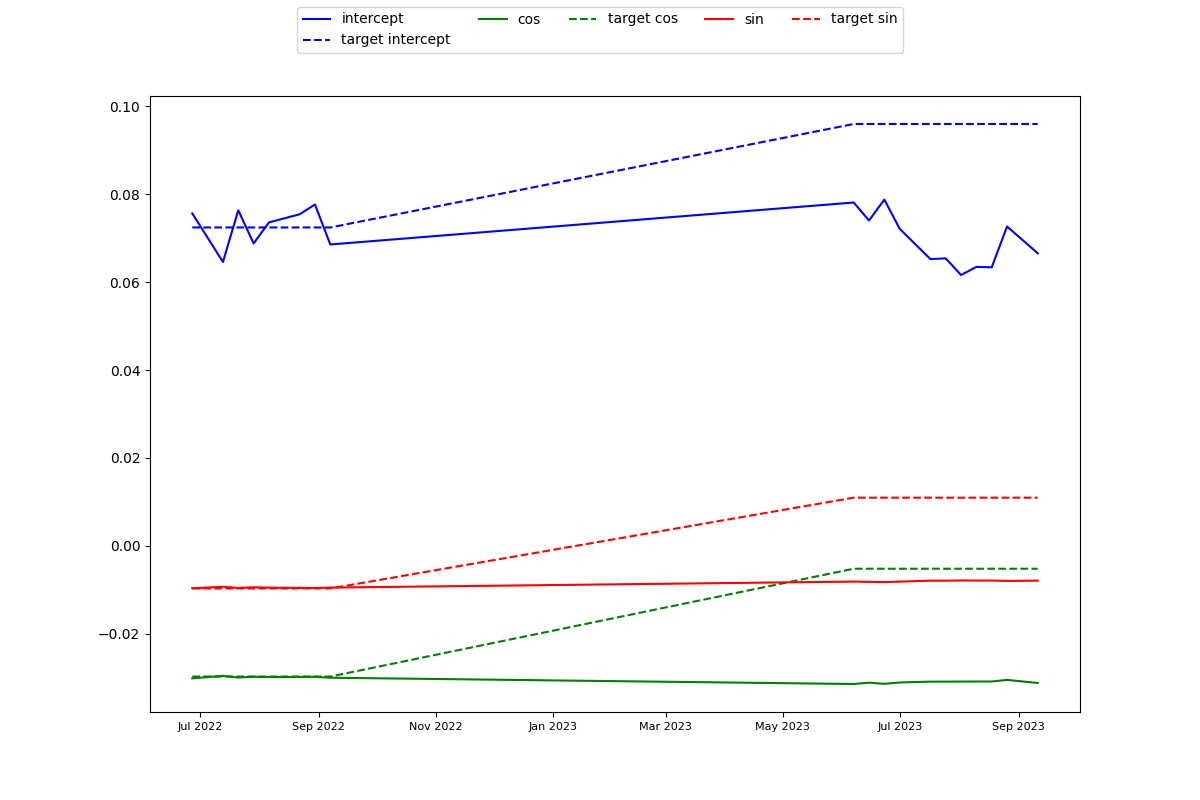 intercept cos target cos sin target sin
target intercept
0.10
0.08
0.06
0.04
0.02
0.00
−0.02
Jul 2022 Sep 2022 Nov 2022 Jan 2023 Mar 2023 May 2023 Jul 2023 Sep 2023